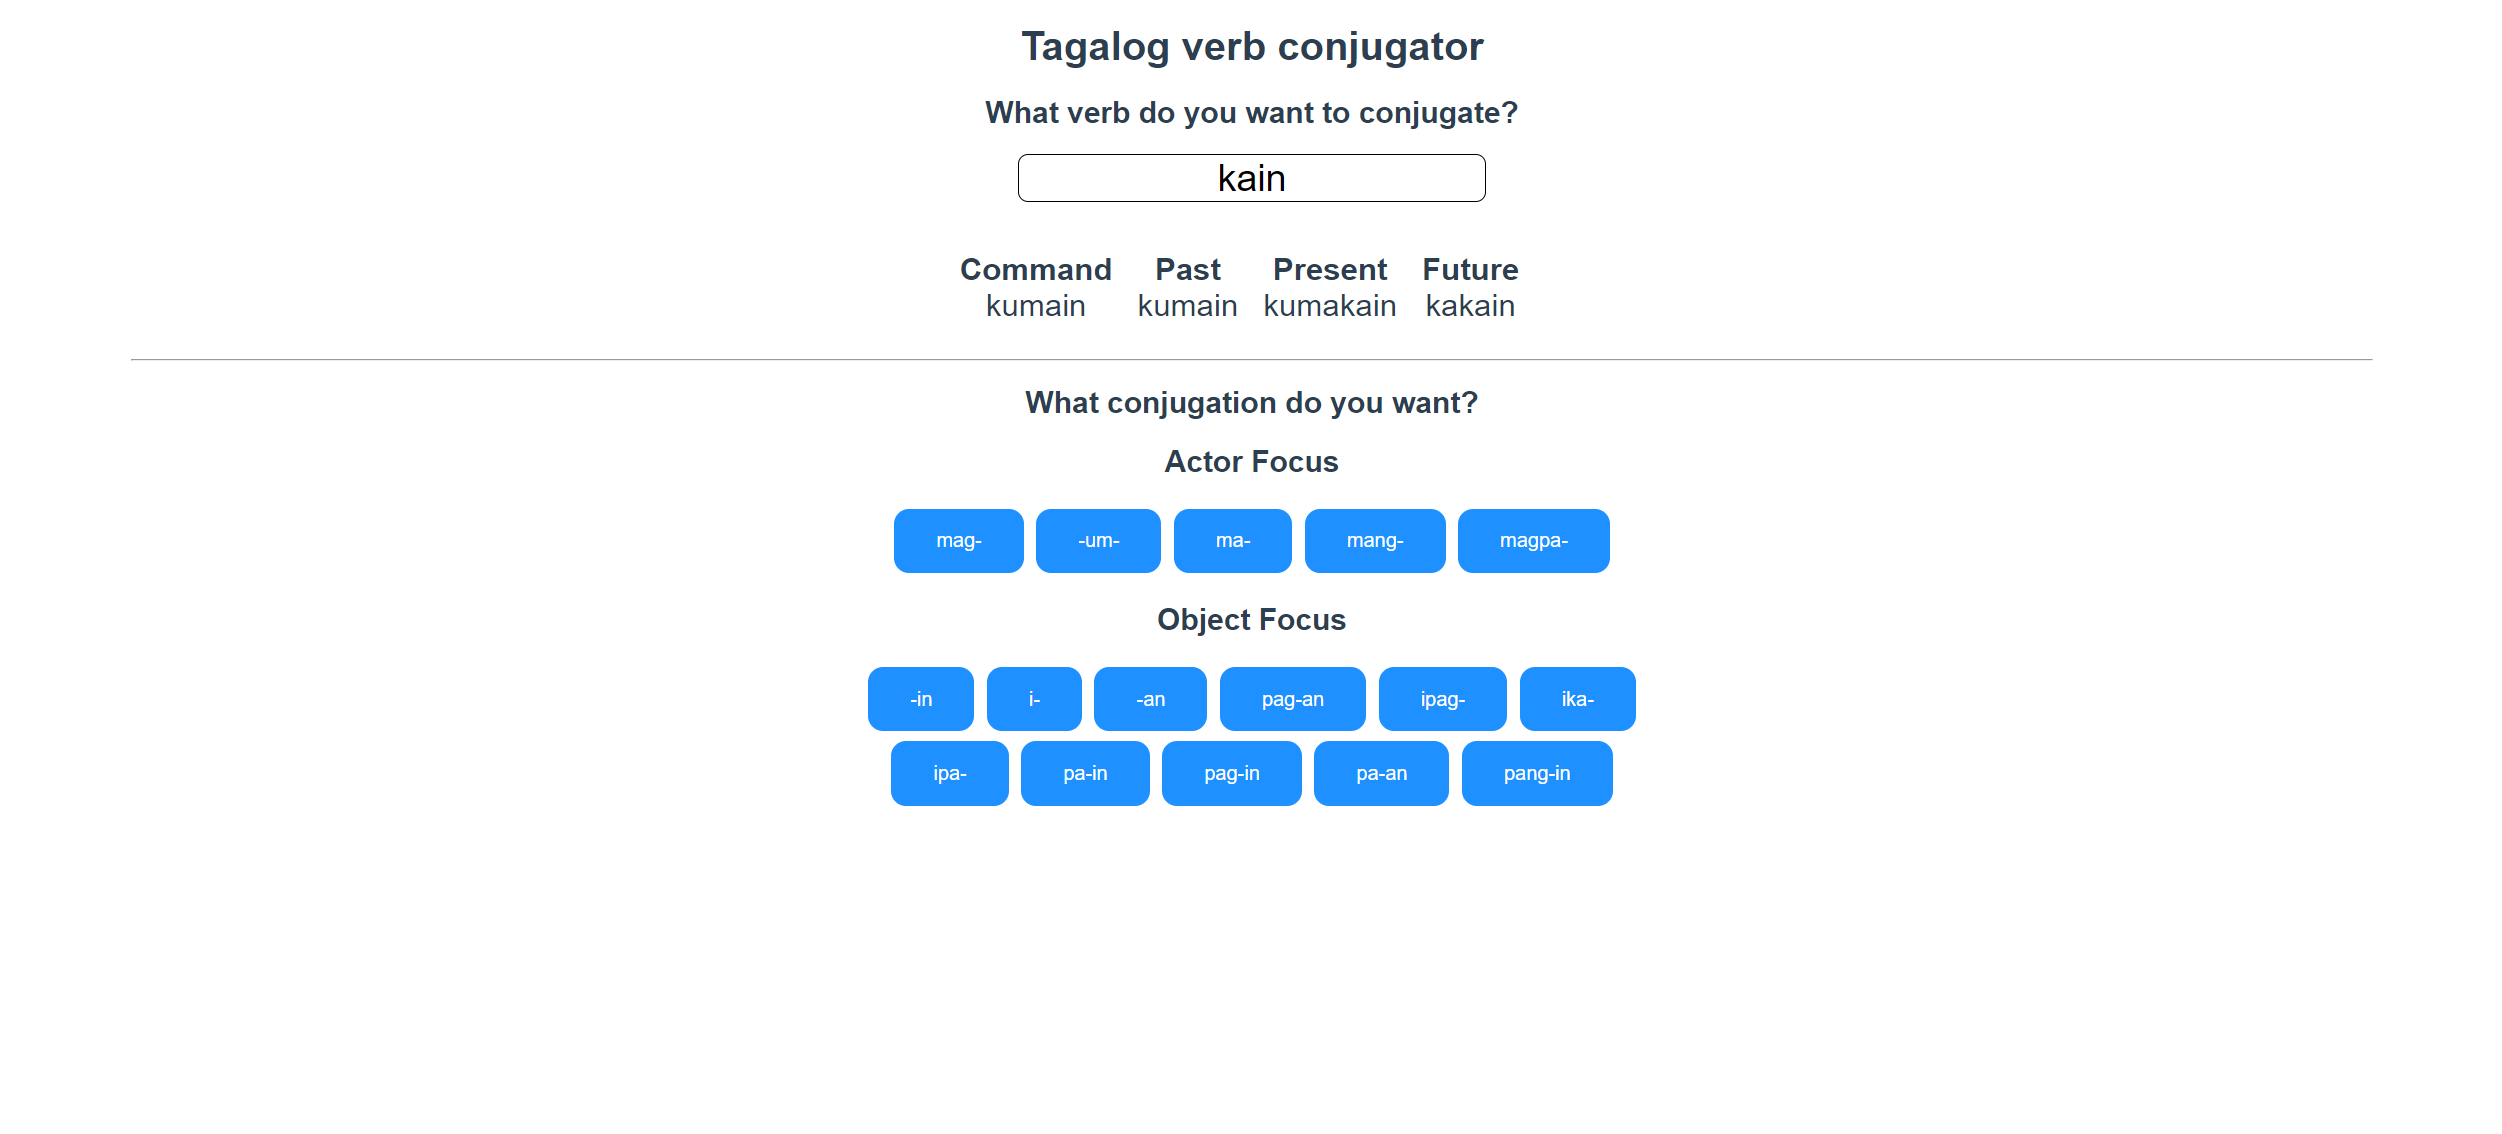 Tagalog verb conjugator
What verb do you want to conjugate?
kain
Command Past Present Future
kumain kumain kumakain kakain
What conjugation do you want?
Actor Focus
mag- -um- ma- mang- magpa-
Object Focus
-in i- -an pag-an ipag- ika-
ipa- pa-in pag-in pa-an pang-in